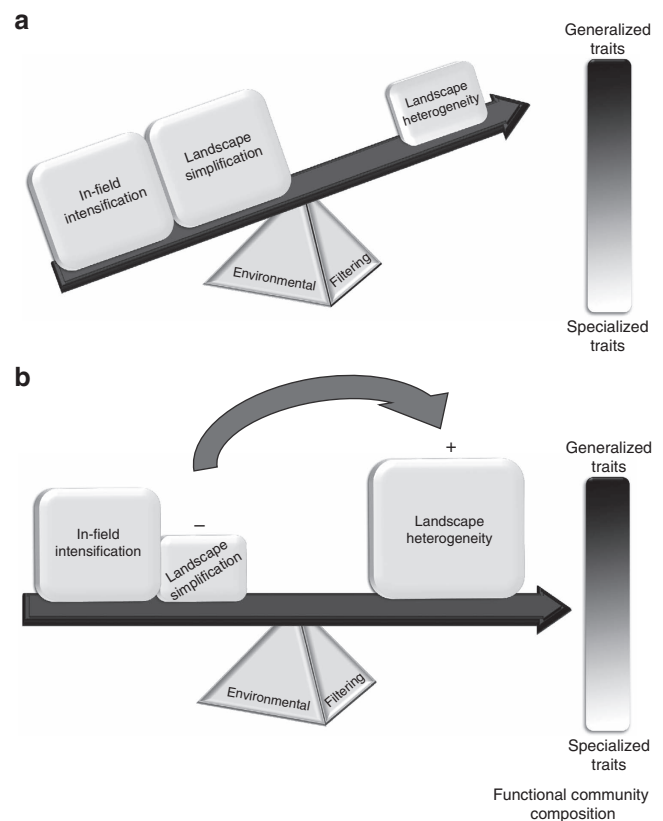 a
Generalized
traits
Landscape
heterogeneity
Landscape
simplification
In-field
intensification
Environmental
Filtering
Specialized
traits
b
+
Generalized
traits
In-field
intensification
–
Landscape
simplification
Landscape
heterogeneity
Environmental
Filtering
Specialized
traits
Functional community
composition